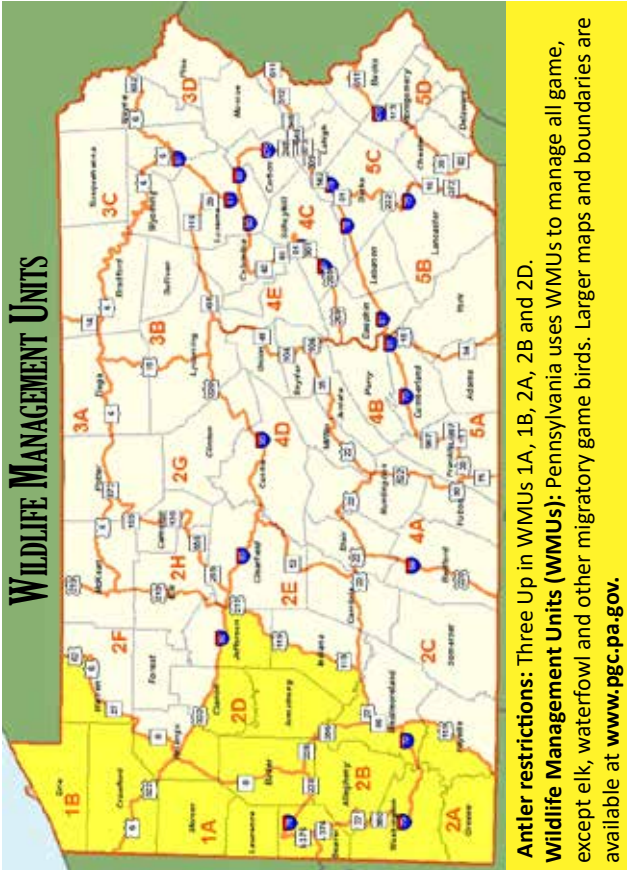 WILDLIFE MANAGEMENT UNITS
1B
Erie
Crawford
Warren
2F
McKean
Potter
3A
Tioga
Bradford
3C
Susquehanna
Wayne
3D
Pike
Forest
Venango
1A
Mercer
Lawrence
Butler
Clarion
2D
Armstrong
Jefferson
Elk
2H
Cameron
2G
Clinton
Lycoming
3B
Sullivan
Wyoming
Luzerne
Monroe
Carbon
Columbia
Clearfield
2E
Centre
4D
Union
Snyder
4E
Schuylkill
4C
Lehigh
Bucks
Beaver
Allegheny
2B
Washington
2A
Greene
Fayette
Westmoreland
Indiana
Cambria
Blair
Huntingdon
Mifflin
Juniata
Perry
4B
Dauphin
Lebanon
Berks
5C
Montgomery
5D
Delaware
Chester
Lancaster
5B
York
Cumberland
Adams
5A
Franklin
Fulton
4A
Bedford
Somerset
2C
Antler restrictions: Three Up in WMUs 1A, 1B, 2A, 2B and 2D.
Wildlife Management Units (WMUs): Pennsylvania uses WMUs to manage all game,
except elk, waterfowl and other migratory game birds. Larger maps and boundaries are
available at www.pgc.pa.gov.